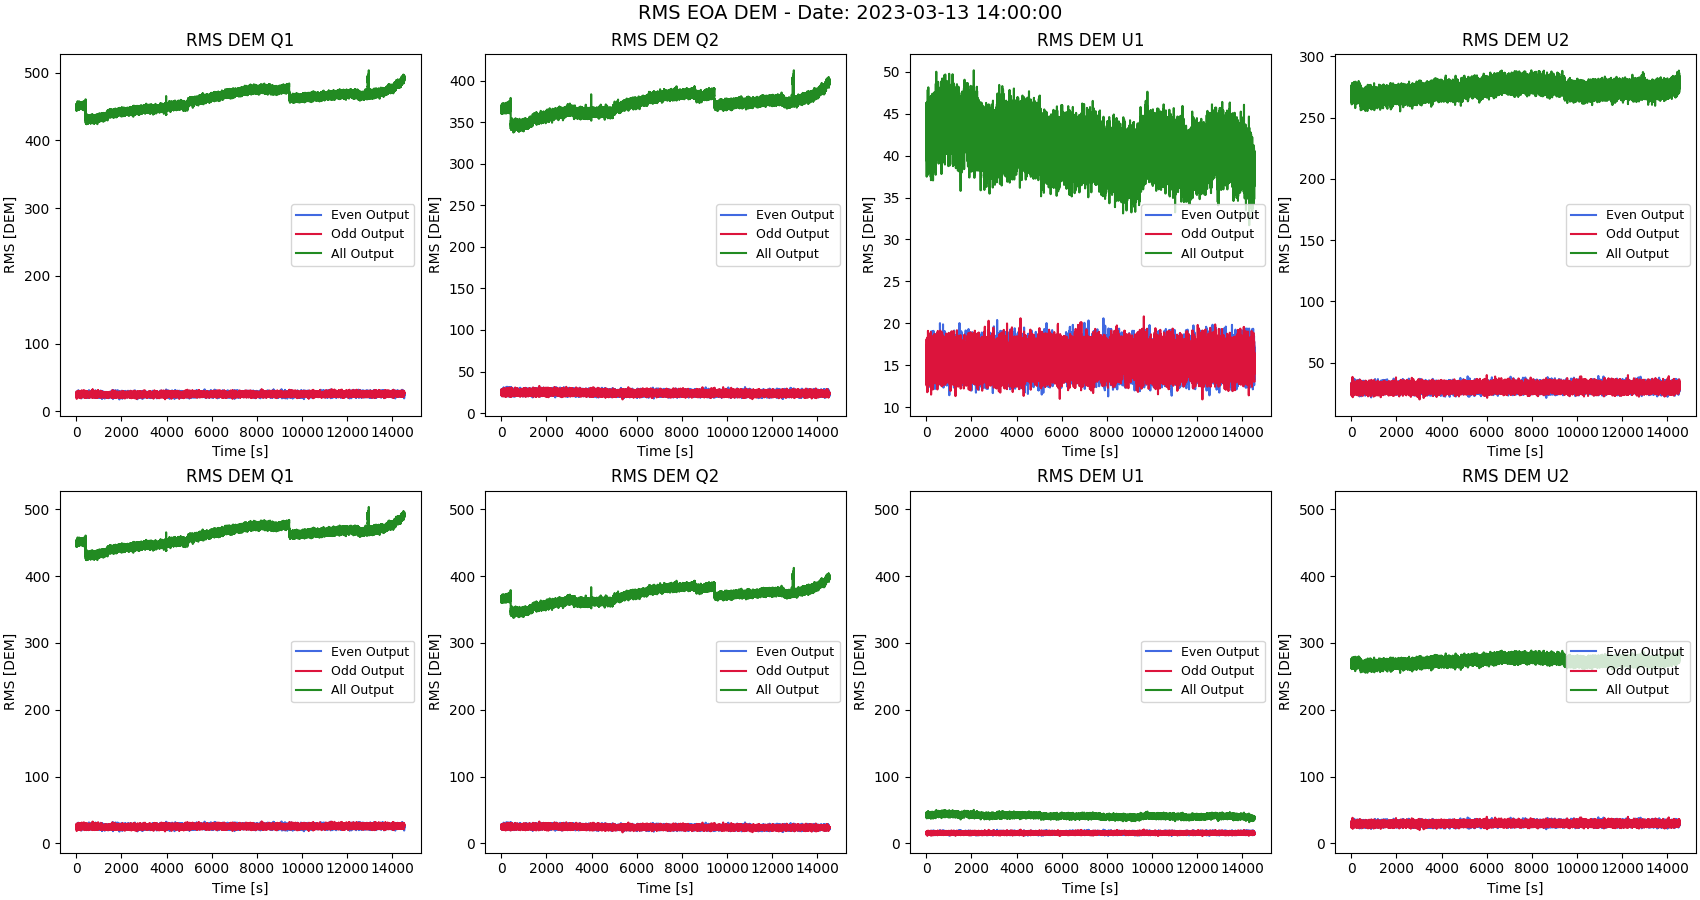 RMS EOA DEM - Date: 2023-03-13 14:00:00
RMS DEM Q1
RMS DEM Q2
RMS DEM U1
RMS DEM U2
RMS [DEM]
500
400
300
200
100
0
Even Output
Odd Output
All Output
0 2000 4000 6000 8000 10000 12000 14000
Time [s]
RMS [DEM]
400
350
300
250
200
150
100
50
0
Even Output
Odd Output
All Output
0 2000 4000 6000 8000 10000 12000 14000
Time [s]
RMS [DEM]
50
45
40
35
30
25
20
15
10
Even Output
Odd Output
All Output
0 2000 4000 6000 8000 10000 12000 14000
Time [s]
RMS [DEM]
300
250
200
150
100
50
Even Output
Odd Output
All Output
0 2000 4000 6000 8000 10000 12000 14000
Time [s]
RMS DEM Q1
RMS DEM Q2
RMS DEM U1
RMS DEM U2
RMS [DEM]
500
400
300
200
100
0
Even Output
Odd Output
All Output
0 2000 4000 6000 8000 10000 12000 14000
Time [s]
RMS [DEM]
500
400
300
200
100
0
Even Output
Odd Output
All Output
0 2000 4000 6000 8000 10000 12000 14000
Time [s]
RMS [DEM]
500
400
300
200
100
0
Even Output
Odd Output
All Output
0 2000 4000 6000 8000 10000 12000 14000
Time [s]
RMS [DEM]
500
400
300
200
100
0
Even Output
Odd Output
All Output
0 2000 4000 6000 8000 10000 12000 14000
Time [s]